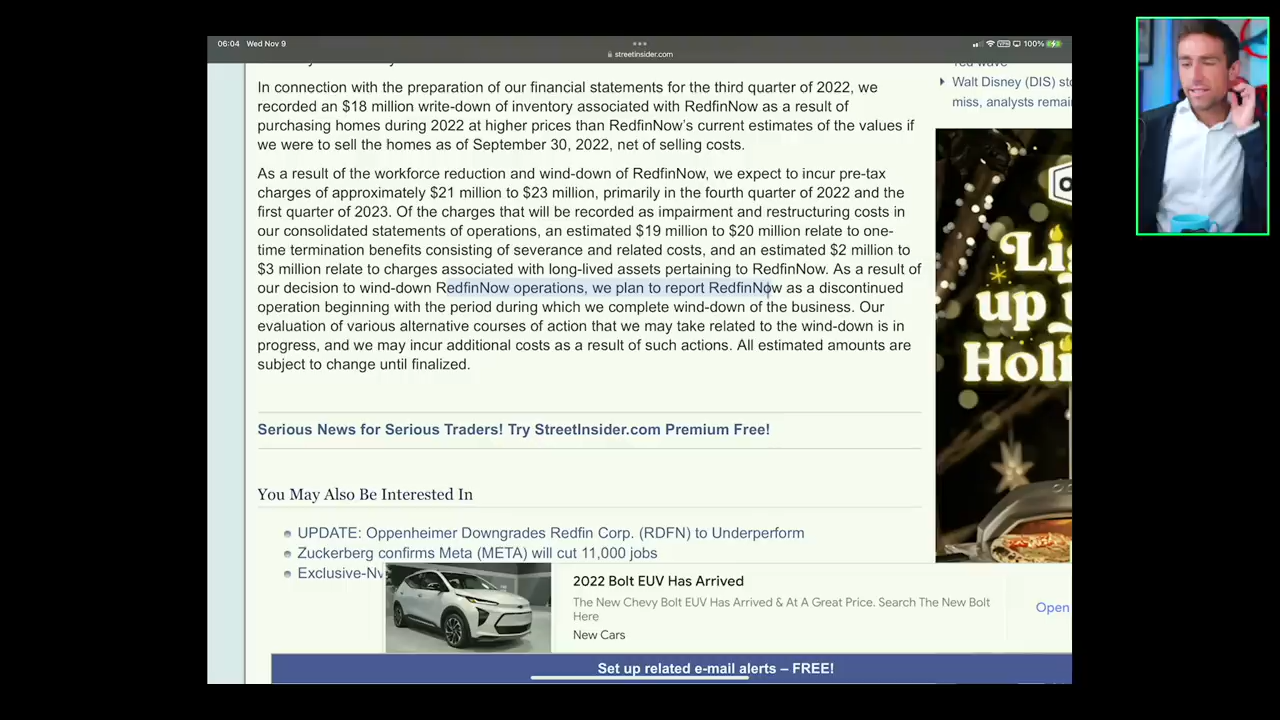 06:04 Wed Nov 9
streetinsider.com
100%
In connection with the preparation of our financial statements for the third quarter of 2022, we
recorded an $18 million write-down of inventory associated with RedfinNow as a result of
purchasing homes during 2022 at higher prices than RedfinNow's current estimates of the values if
we were to sell the homes as of September 30, 2022, net of selling costs.
As a result of the workforce reduction and wind-down of RedfinNow, we expect to incur pre-tax
charges of approximately $21 million to $23 million, primarily in the fourth quarter of 2022 and the
first quarter of 2023. Of the charges that will be recorded as impairment and restructuring costs in
our consolidated statements of operations, an estimated $19 million to $20 million relate to one-
time termination benefits consisting of severance and related costs, and an estimated $2 million to
$3 million relate to charges associated with long-lived assets pertaining to RedfinNow. As a result of
our decision to wind-down RedfinNow operations, we plan to report RedfinNow as a discontinued
operation beginning with the period during which we complete wind-down of the business. Our
evaluation of various alternative courses of action that we may take related to the wind-down is in
progress, and we may incur additional costs as a result of such actions. All estimated amounts are
subject to change until finalized.
Serious News for Serious Traders! Try StreetInsider.com Premium Free!
You May Also Be Interested In
UPDATE: Oppenheimer Downgrades Redfin Corp. (RDFN) to Underperform
Zuckerberg confirms Meta (META) will cut 11,000 jobs
Exclusive-Nv
2022 Bolt EUV Has Arrived
The New Chevy Bolt EUV Has Arrived & At A Great Price. Search The New Bolt
Here
New Cars
Open
Set up related e-mail alerts – FREE!
Walt Disney (DIS) sto
miss, analysts remai
Li
up
Holi